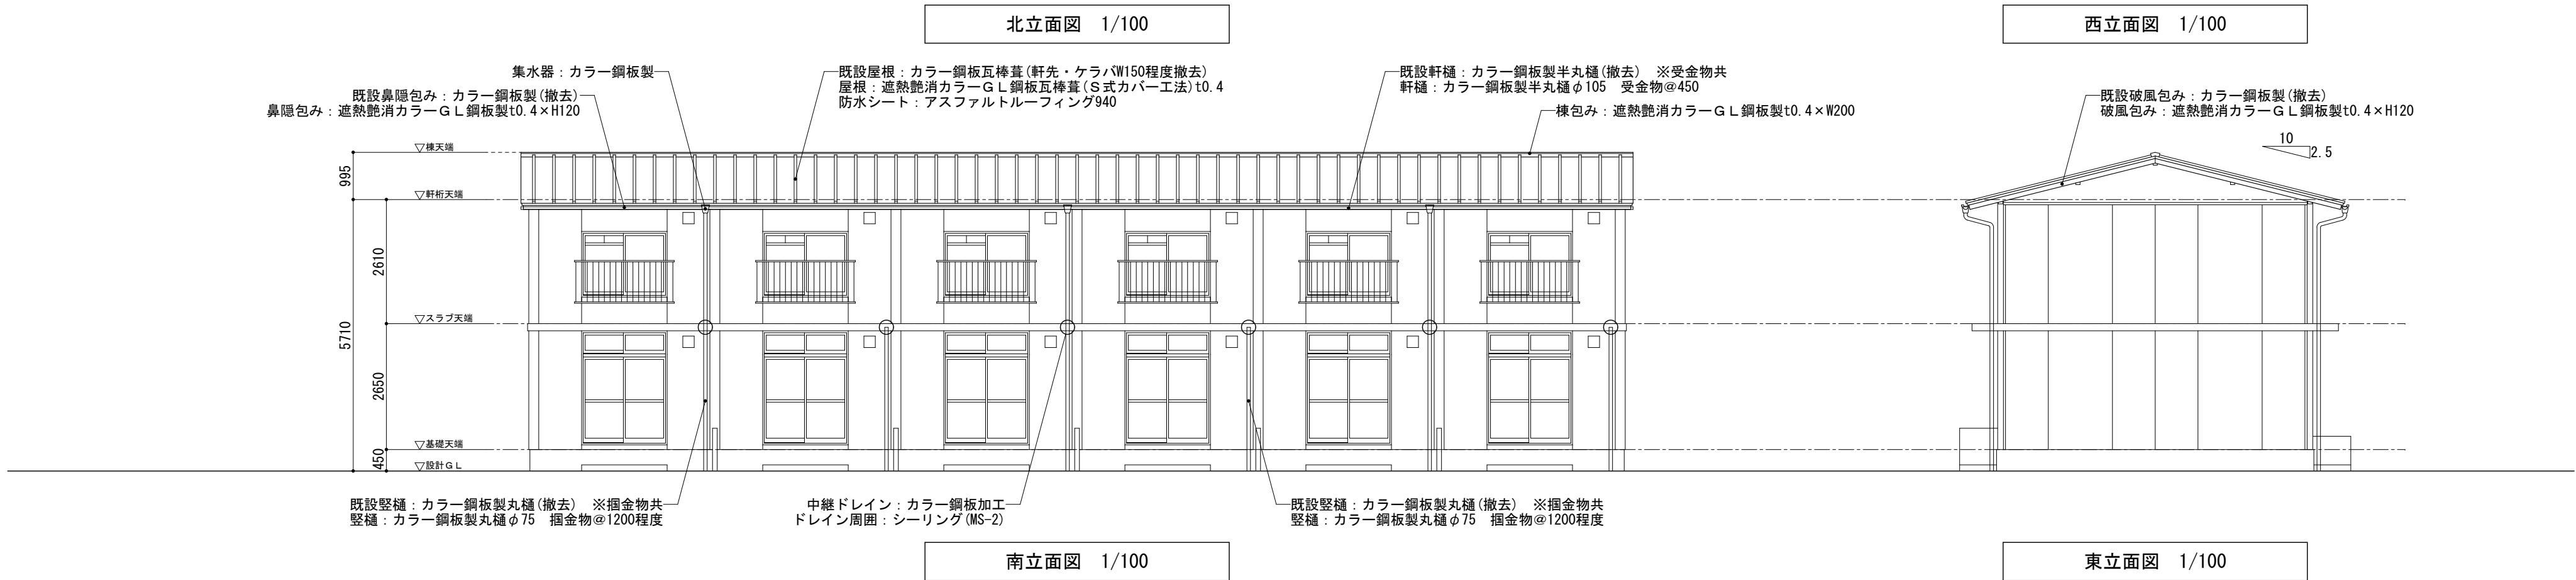 北立面図　1/100
西立面図　1/100
集水器：カラー鋼板製
既設鼻隠包み：カラー鋼板製(撤去)
鼻隠包み：遮熱艶消カラーＧＬ鋼板製t0.4×H120
既設屋根：カラー鋼板瓦棒葺(軒先・ケラバW150程度撤去)
屋根：遮熱艶消カラーＧＬ鋼板瓦棒葺(Ｓ式カバー工法)t0.4
防水シート：アスファルトルーフィング940
既設軒樋：カラー鋼板製半丸樋(撤去)　※受金物共
軒樋：カラー鋼板製半丸樋φ105　受金物@450
棟包み：遮熱艶消カラーＧＬ鋼板製t0.4×W200
既設破風包み：カラー鋼板製(撤去)
破風包み：遮熱艶消カラーＧＬ鋼板製t0.4×H120
10
2.5
▽棟天端
995
▽軒桁天端
2610
▽スラブ天端
5710
2650
▽基礎天端
450
▽設計ＧＬ
既設竪樋：カラー鋼板製丸樋(撤去)　※掴金物共
竪樋：カラー鋼板製丸樋φ75　掴金物@1200程度
中継ドレイン：カラー鋼板加工
ドレイン周囲：シーリング(MS-2)
既設竪樋：カラー鋼板製丸樋(撤去)　※掴金物共
竪樋：カラー鋼板製丸樋φ75　掴金物@1200程度
南立面図　1/100
東立面図　1/100